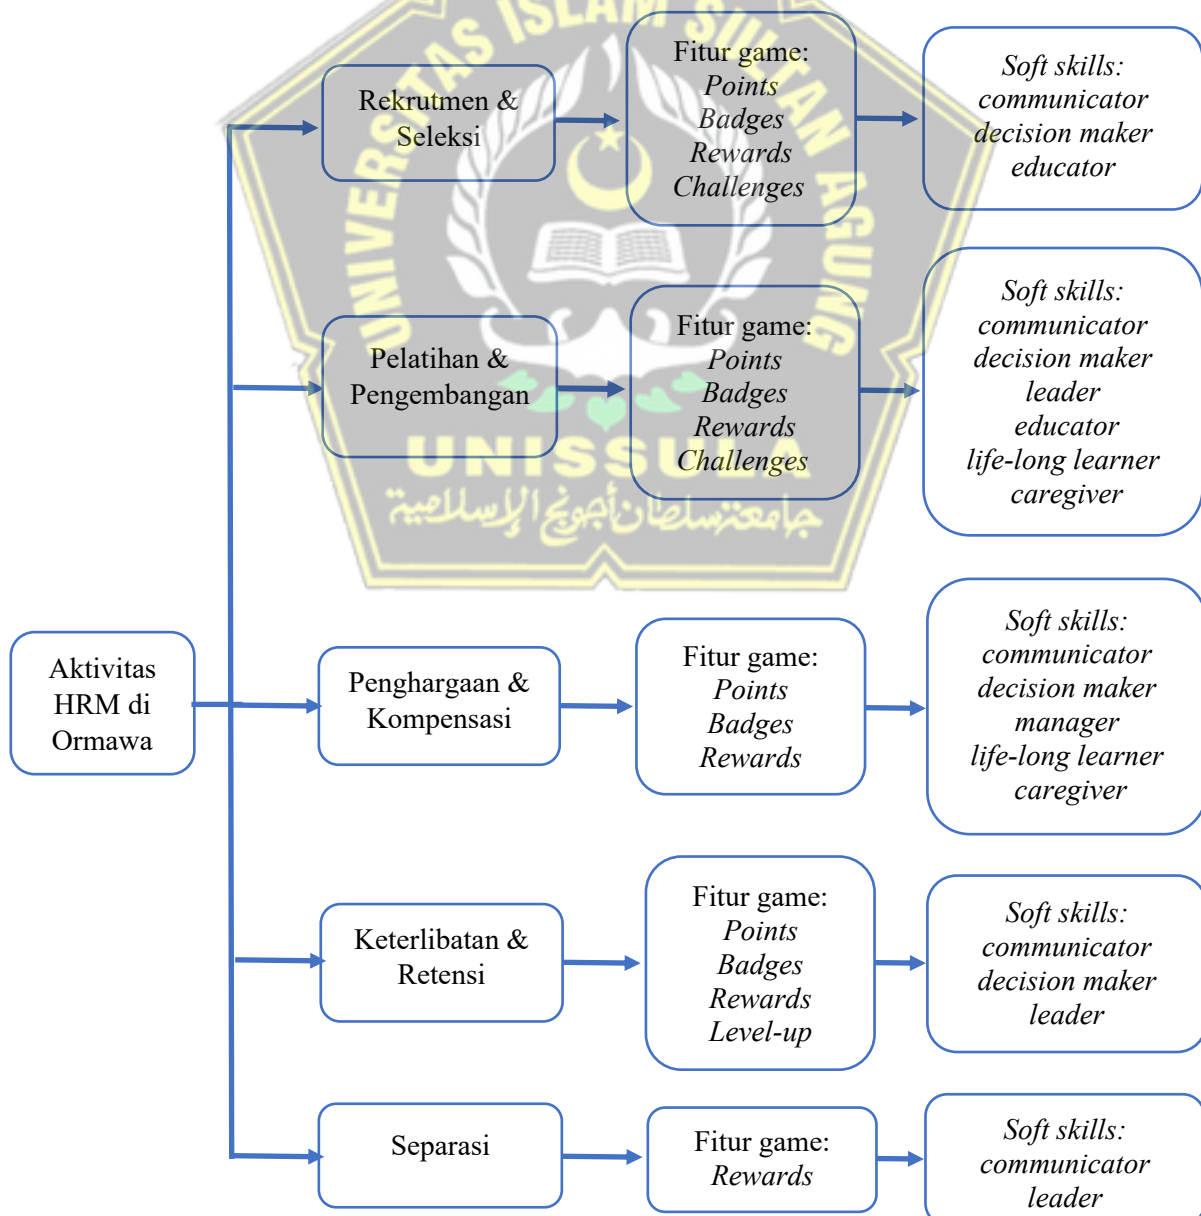 UNIVERSITAS ISLAM SULTAN AGUNG
Rekrutmen &
Seleksi
Fitur game:
Points
Badges
Rewards
Challenges
Soft skills:
communicator
decision maker
educator
Pelatihan &
Pengembangan
Fitur game:
Points
Badges
Rewards
Challenges
Soft skills:
communicator
decision maker
leader
educator
life-long learner
caregiver
UNISSULA
جامعة سلطان أجونج الإسلامية
Aktivitas
HRM di
Ormawa
Penghargaan &
Kompensasi
Fitur game:
Points
Badges
Rewards
Soft skills:
communicator
decision maker
manager
life-long learner
caregiver
Keterlibatan &
Retensi
Fitur game:
Points
Badges
Rewards
Level-up
Soft skills:
communicator
decision maker
leader
Separasi
Fitur game:
Rewards
Soft skills:
communicator
leader